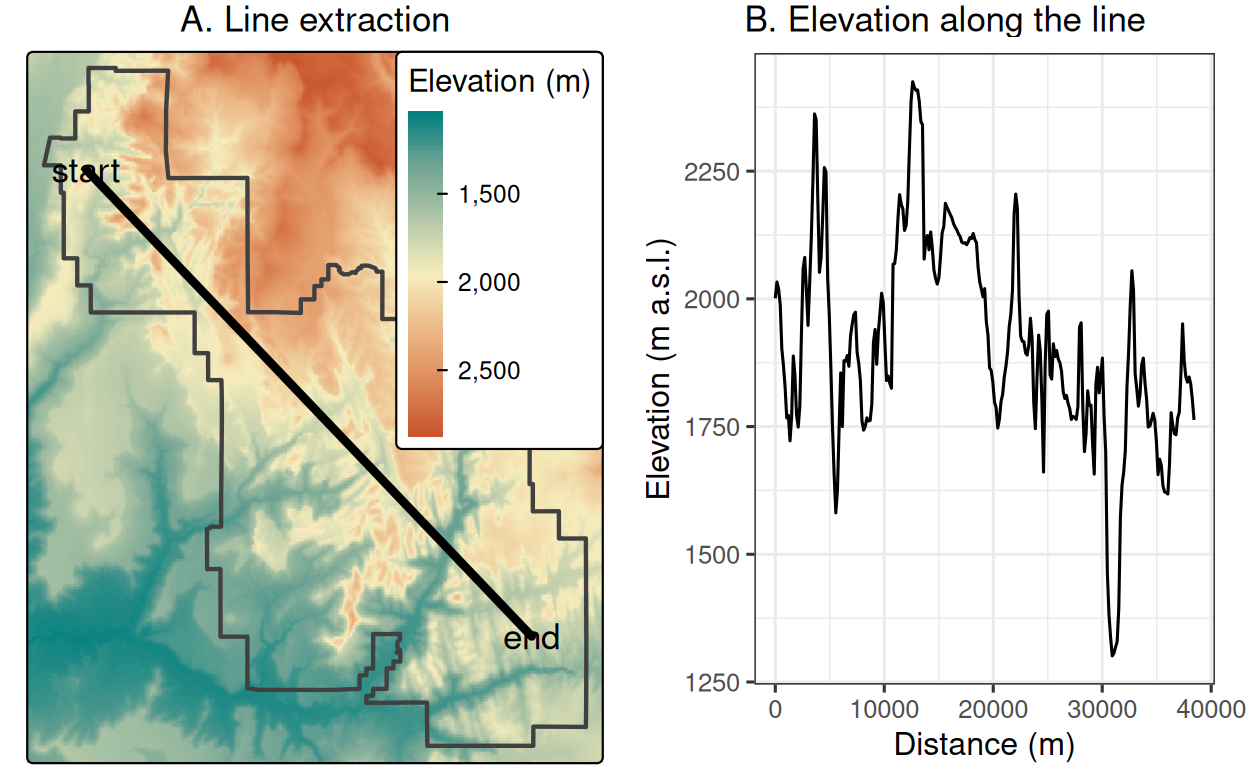 A. Line extraction
start
end
Elevation (m)
1,500
2,000
2,500
B. Elevation along the line
Elevation (m a.s.l.)
2250
2000
1750
1500
1250
0 10000 20000 30000 40000
Distance (m)